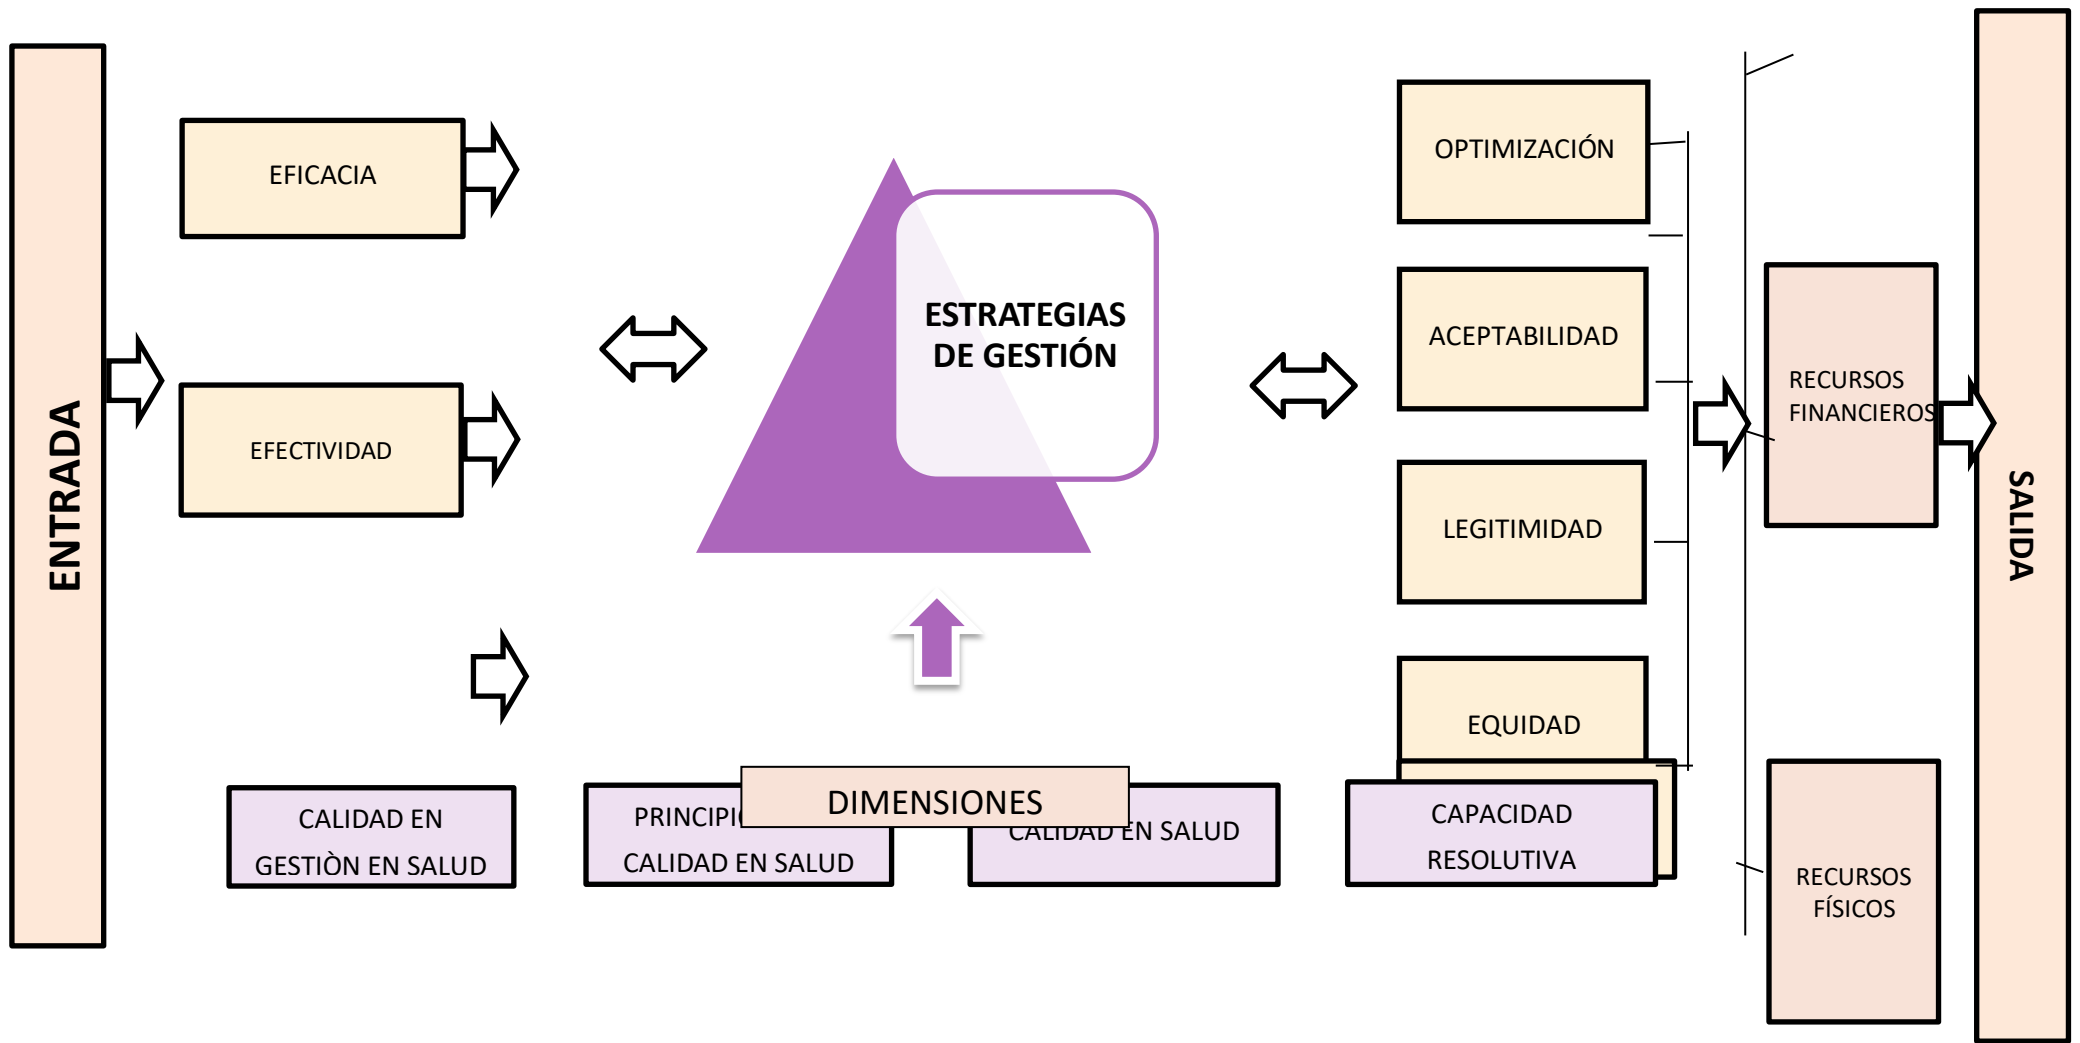 ENTRADA
EFICACIA
EFECTIVIDAD
ESTRATEGIAS
DE GESTIÓN
OPTIMIZACIÓN
ACEPTABILIDAD
LEGITIMIDAD
EQUIDAD
RECURSOS
FINANCIEROS
RECURSOS
FÍSICOS
SALIDA
DIMENSIONES
CALIDAD EN
GESTIÒN EN SALUD
CALIDAD EN SALUD
CALIDAD EN SALUD
CAPACIDAD
RESOLUTIVA